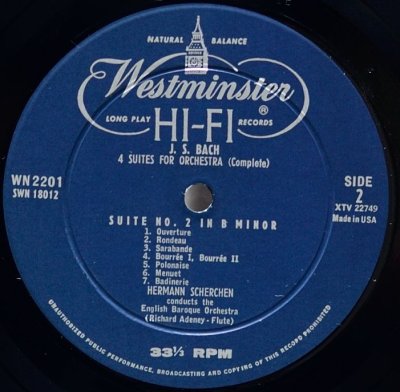 NATURAL BALANCE
Westminster
®
LONG PLAY RECORDS
HI-FI
J. S. BACH
4 SUITES FOR ORCHESTRA (Complete)
WN 2201
SWN 18012
SIDE
2
XTV 22749
Made in USA
SUITE NO. 2 IN B MINOR
1. Ouverture
2. Rondeau
3. Sarabande
4. Bourrée I, Bourrée II
5. Polonaise
6. Menuet
7. Badinerie
HERMANN SCHERCHEN
conducts the
English Baroque Orchestra
(Richard Adeney - Flute)
UNAUTHORIZED PUBLIC PERFORMANCE, BROADCASTING AND COPYING OF THIS RECORD PROHIBITED
33⅓ RPM